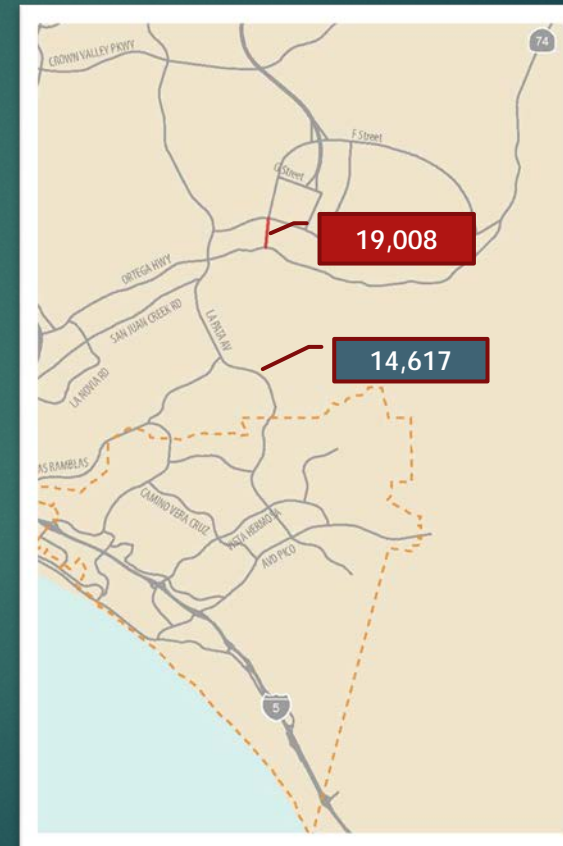 74
CROWN VALLEY PKWY
F Street
G Street
19,008
ORTEGA HWY
SAN JUAN CREEK RD
LA PATA AV
14,617
LA NOVIA RD
AS RAMBLAS
CAMINO VERA CRUZ
VISTA HERMOSA
AVD PICO
5